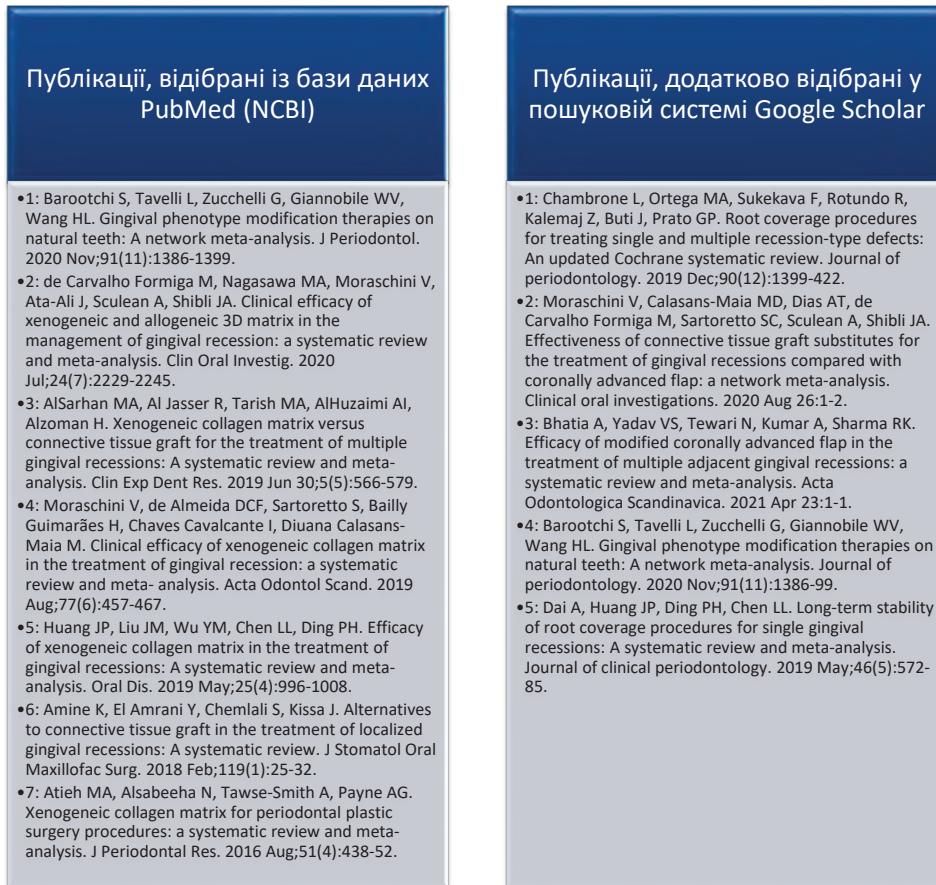 Публікації, відібрані із бази даних
PubMed (NCBI)
•1: Barootchi S, Tavelli L, Zucchelli G, Giannobile WV,
Wang HL. Gingival phenotype modification therapies on
natural teeth: A network meta-analysis. J Periodontol.
2020 Nov;91(11):1386-1399.
•2: de Carvalho Formiga M, Nagasawa MA, Moraschini V,
Ata-Ali J, Sculean A, Shibli JA. Clinical efficacy of
xenogeneic and allogeneic 3D matrix in the
management of gingival recession: a systematic review
and meta-analysis. Clin Oral Investig. 2020
Jul;24(7):2229-2245.
•3: AlSarhan MA, Al Jasser R, Tarish MA, AlHuzaimi AI,
Alzoman H. Xenogeneic collagen matrix versus
connective tissue graft for the treatment of multiple
gingival recessions: A systematic review and meta-
analysis. Clin Exp Dent Res. 2019 Jun 30;5(5):566-579.
•4: Moraschini V, de Almeida DCF, Sartoretto S, Bailly
Guimarães H, Chaves Cavalcante I, Diuana Calasans-
Maia M. Clinical efficacy of xenogeneic collagen matrix
in the treatment of gingival recession: a systematic
review and meta- analysis. Acta Odontol Scand. 2019
Aug;77(6):457-467.
•5: Huang JP, Liu JM, Wu YM, Chen LL, Ding PH. Efficacy
of xenogeneic collagen matrix in the treatment of
gingival recessions: A systematic review and meta-
analysis. Oral Dis. 2019 May;25(4):996-1008.
•6: Amine K, El Amrani Y, Chemlali S, Kissa J. Alternatives
to connective tissue graft in the treatment of localized
gingival recessions: A systematic review. J Stomatol Oral
Maxillofac Surg. 2018 Feb;119(1):25-32.
•7: Atieh MA, Alsabeeha N, Tawse-Smith A, Payne AG.
Xenogeneic collagen matrix for periodontal plastic
surgery procedures: a systematic review and meta-
analysis. J Periodontal Res. 2016 Aug;51(4):438-52.
Публікації, додатково відібрані у
пошуковій системі Google Scholar
•1: Chambrone L, Ortega MA, Sukekava F, Rotundo R,
Kalemaj Z, Buti J, Prato GP. Root coverage procedures
for treating single and multiple recession-type defects:
An updated Cochrane systematic review. Journal of
periodontology. 2019 Dec;90(12):1399-422.
•2: Moraschini V, Calasans-Maia MD, Dias AT, de
Carvalho Formiga M, Sartoretto SC, Sculean A, Shibli JA.
Effectiveness of connective tissue graft substitutes for
the treatment of gingival recessions compared with
coronally advanced flap: a network meta-analysis.
Clinical oral investigations. 2020 Aug 26:1-2.
•3: Bhatia A, Yadav VS, Tewari N, Kumar A, Sharma RK.
Efficacy of modified coronally advanced flap in the
treatment of multiple adjacent gingival recessions: a
systematic review and meta-analysis. Acta
Odontologica Scandinavica. 2021 Apr 23:1-1.
•4: Barootchi S, Tavelli L, Zucchelli G, Giannobile WV,
Wang HL. Gingival phenotype modification therapies on
natural teeth: A network meta-analysis. Journal of
periodontology. 2020 Nov;91(11):1386-99.
•5: Dai A, Huang JP, Ding PH, Chen LL. Long-term stability
of root coverage procedures for single gingival
recessions: A systematic review and meta-analysis.
Journal of clinical periodontology. 2019 May;46(5):572-
85.